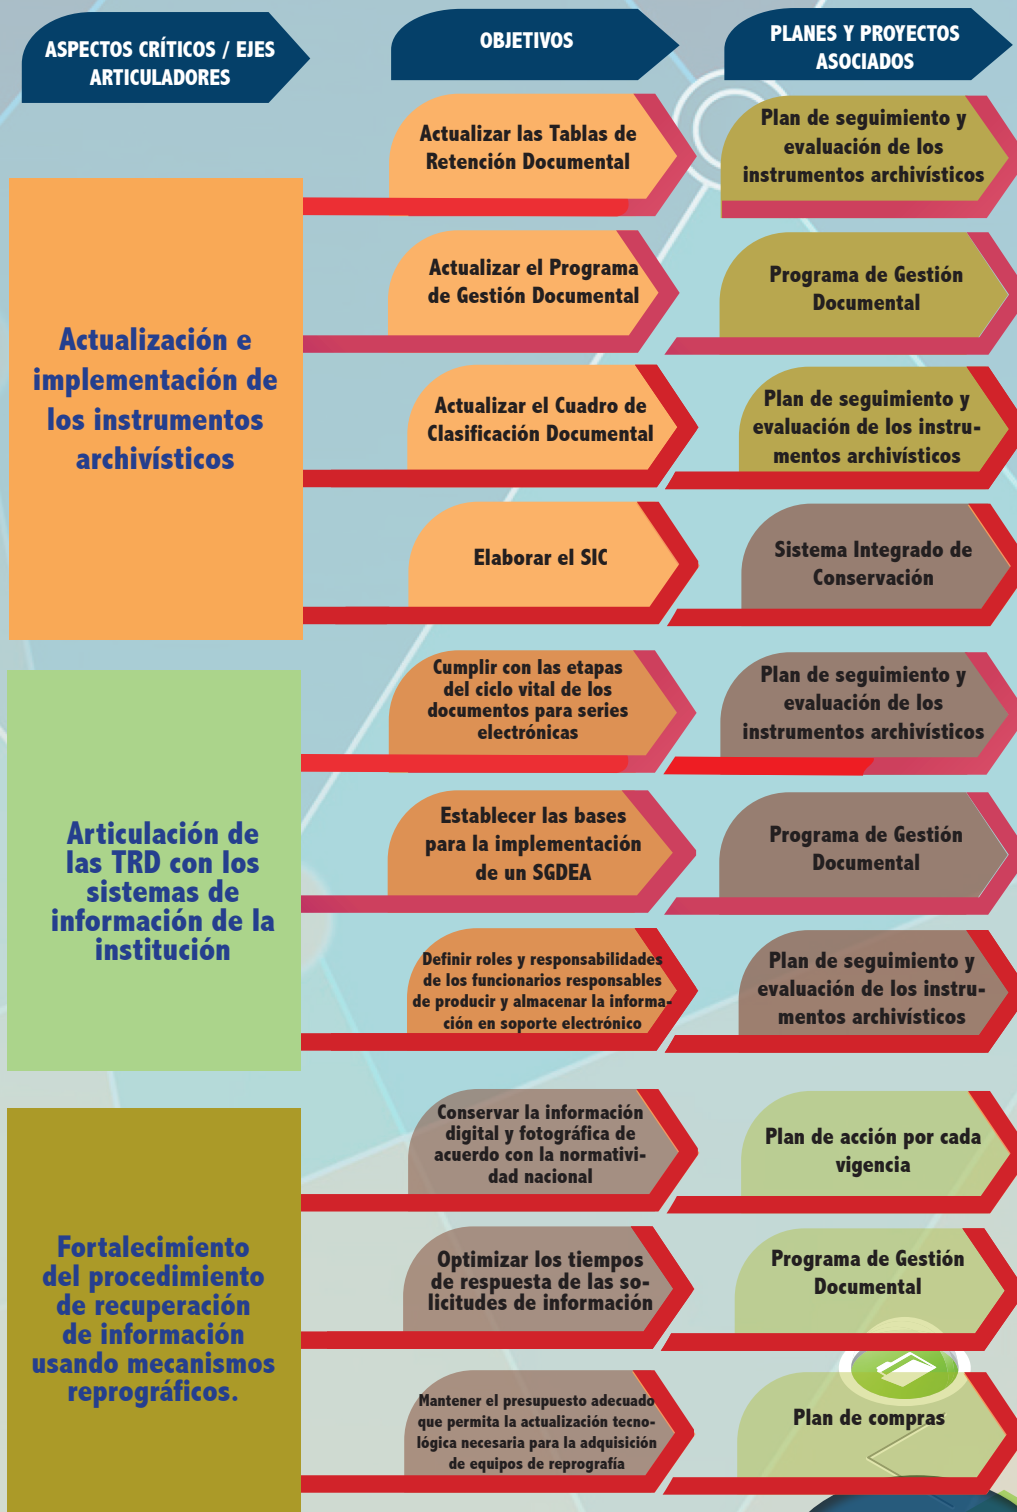 ASPECTOS CRÍTICOS / EJES
ARTICULADORES
OBJETIVOS
PLANES Y PROYECTOS
ASOCIADOS
Actualización e
implementación de
los instrumentos
archivísticos
Actualizar las Tablas de
Retención Documental
Plan de seguimiento y
evaluación de los
instrumentos archivísticos
Actualizar el Programa
de Gestión Documental
Programa de Gestión
Documental
Actualizar el Cuadro de
Clasificación Documental
Plan de seguimiento y
evaluación de los instru-
mentos archivísticos
Elaborar el SIC
Sistema Integrado de
Conservación
Articulación de
las TRD con los
sistemas de
información de la
institución
Cumplir con las etapas
del ciclo vital de los
documentos para series
electrónicas
Plan de seguimiento y
evaluación de los
instrumentos archivísticos
Establecer las bases
para la implementación
de un SGDEA
Programa de Gestión
Documental
Definir roles y responsabilidades
de los funcionarios responsables
de producir y almacenar la informa-
ción en soporte electrónico
Plan de seguimiento y
evaluación de los instru-
mentos archivísticos
Fortalecimiento
del procedimiento
de recuperación
de información
usando mecanismos
reprográficos.
Conservar la información
digital y fotográfica de
acuerdo con la normativi-
dad nacional
Plan de acción por cada
vigencia
Optimizar los tiempos
de respuesta de las so-
licitudes de información
Programa de Gestión
Documental
Mantener el presupuesto adecuado
que permita la actualización tecno-
lógica necesaria para la adquisición
de equipos de reprografía
Plan de compras